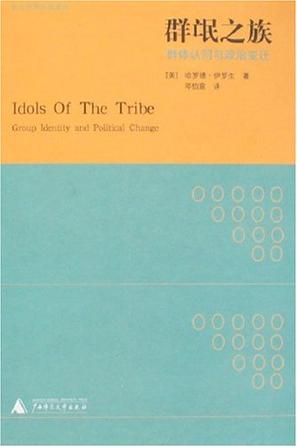 群氓之族
群体认同与政治变迁
[美] 哈罗德·伊罗生 著
邓伯宸 译
Idols Of The Tribe
Group Identity and Political Change
广西师范大学出版社